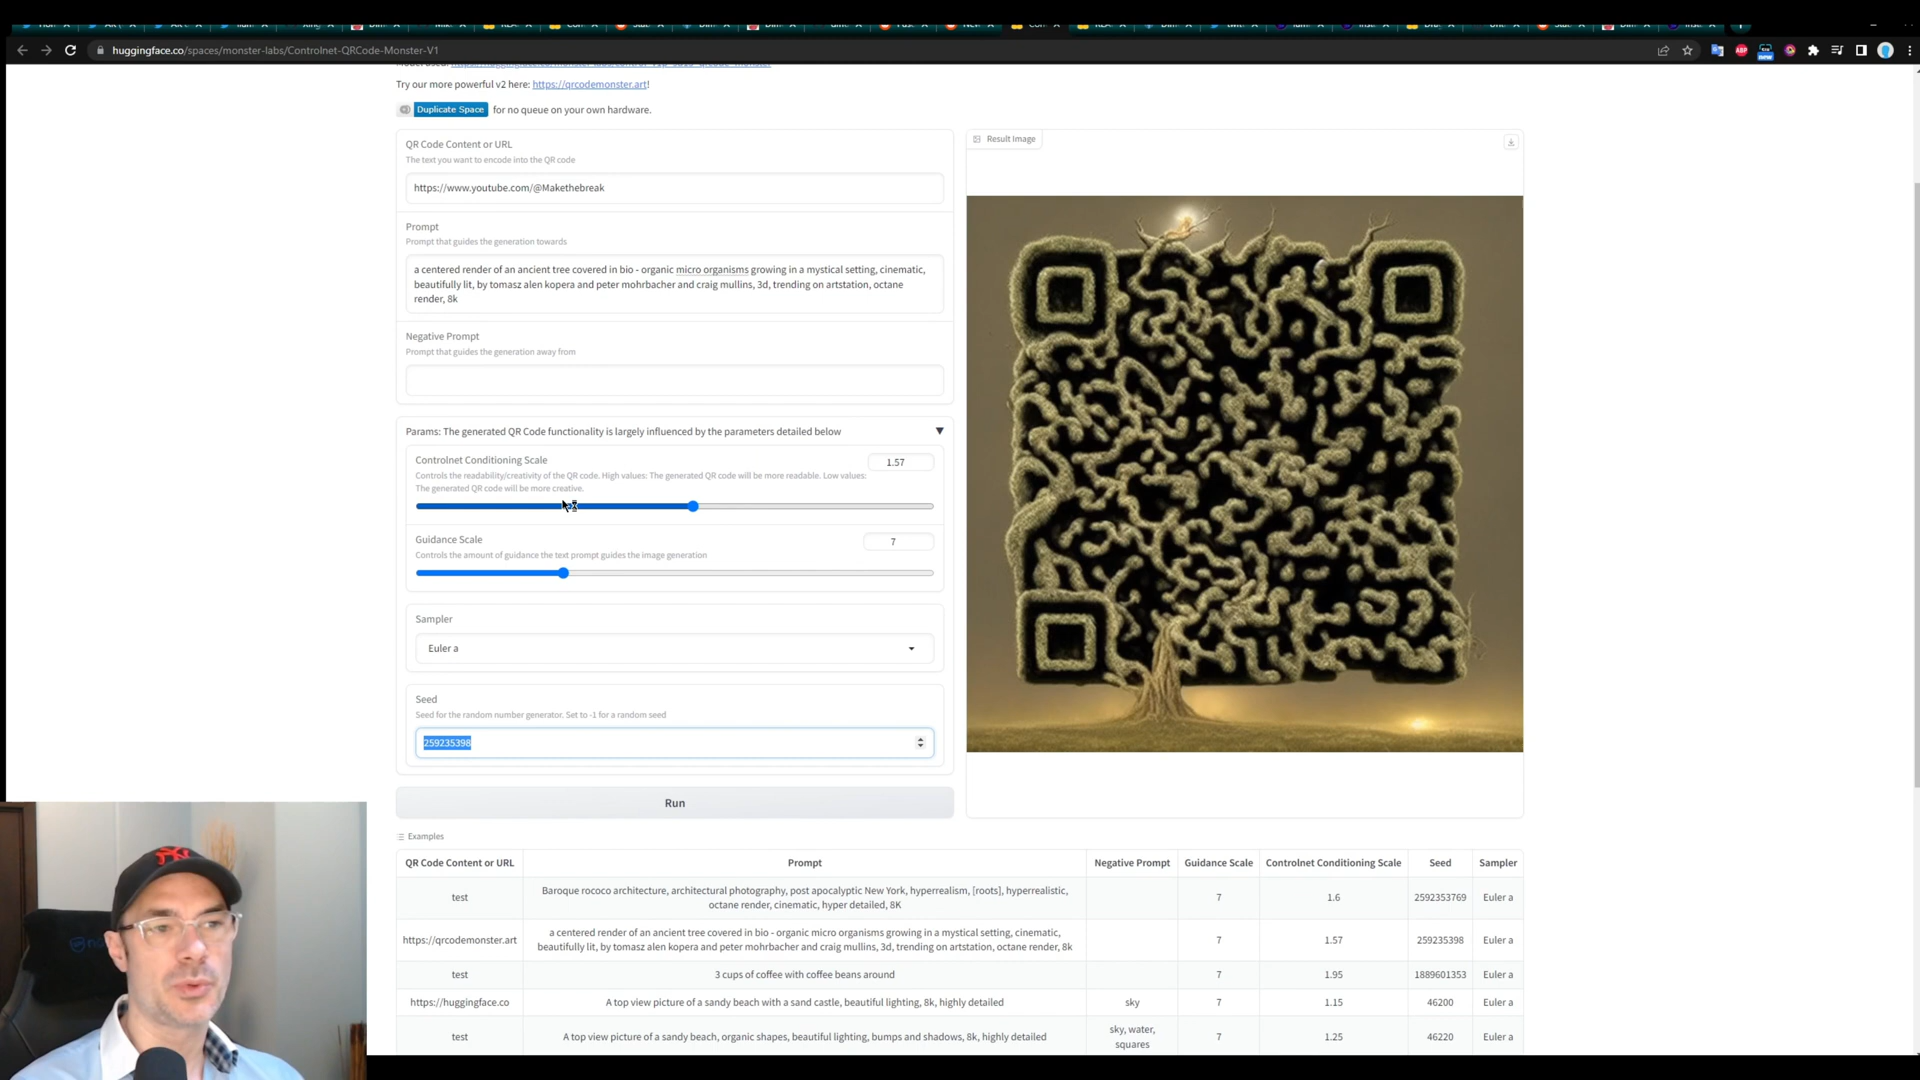 huggingface.co/spaces/monster-labs/Controlnet-QRCode-Monster-V1
Try our more powerful v2 here: https://qrcodemonster.art!
Duplicate Space for no queue on your own hardware.
QR Code Content or URL
The text you want to encode into the QR code
https://www.youtube.com/@Makethebreak
Prompt
Prompt that guides the generation towards
a centered render of an ancient tree covered in bio - organic micro organisms growing in a mystical setting, cinematic,
beautifully lit, by tomasz alen kopera and peter mohrbacher and craig mullins, 3d, trending on artstation, octane
render, 8k
Negative Prompt
Prompt that guides the generation away from
Params: The generated QR Code functionality is largely influenced by the parameters detailed below
Controlnet Conditioning Scale
1.57
Controls the readability/creativity of the QR code. High values: The generated QR code will be more readable. Low values:
The generated QR code will be more creative.
Guidance Scale
7
Controls the amount of guidance the text prompt guides the image generation
Sampler
Euler a
Seed
Seed for the random number generator. Set to -1 for a random seed
259235398
Run
Result Image
Examples
QR Code Content or URL Prompt Negative Prompt Guidance Scale Controlnet Conditioning Scale Seed Sampler
test Baroque rococo architecture, architectural photography, post apocalyptic New York, hyperrealism, [roots], hyperrealistic, 7 1.6 2592353769 Euler a
octane render, cinematic, hyper detailed, 8K
https://qrcodemonster.art a centered render of an ancient tree covered in bio - organic micro organisms growing in a mystical setting, cinematic, 7 1.57 259235398 Euler a
beautifully lit, by tomasz alen kopera and peter mohrbacher and craig mullins, 3d, trending on artstation, octane render, 8k
test 3 cups of coffee with coffee beans around 7 1.95 1889601353 Euler a
https://huggingface.co A top view picture of a sandy beach with a sand castle, beautiful lighting, 8k, highly detailed sky 7 1.15 46200 Euler a
test A top view picture of a sandy beach, organic shapes, beautiful lighting, bumps and shadows, 8k, highly detailed sky, water, 7 1.25 46220 Euler a
squares